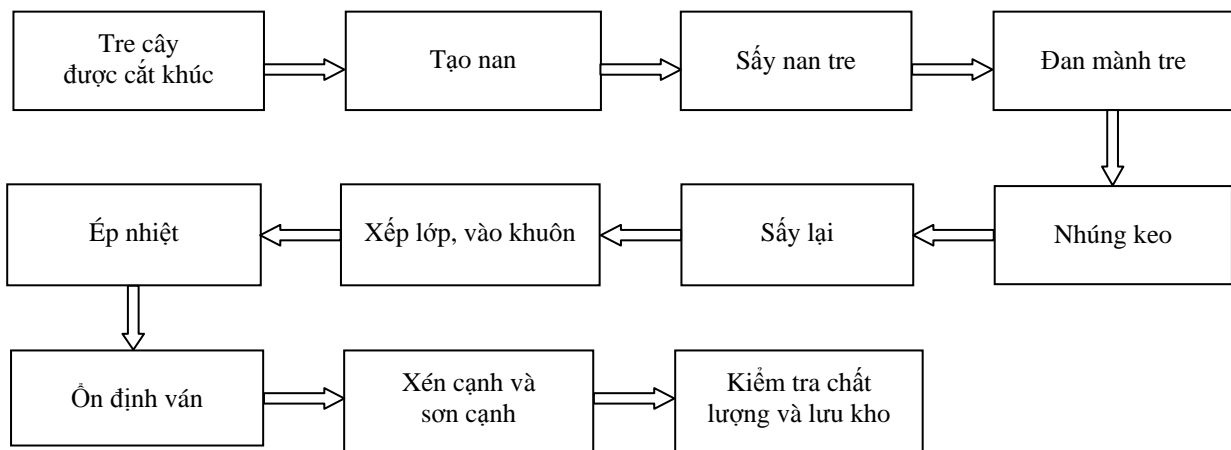 Tre cây
được cắt khúc
Tạo nan
Sấy nan tre
Đan mành tre
Nhúng keo
Sấy lại
Xếp lớp, vào khuôn
Ép nhiệt
Ổn định ván
Xén cạnh và
sơn cạnh
Kiểm tra chất
lượng và lưu kho